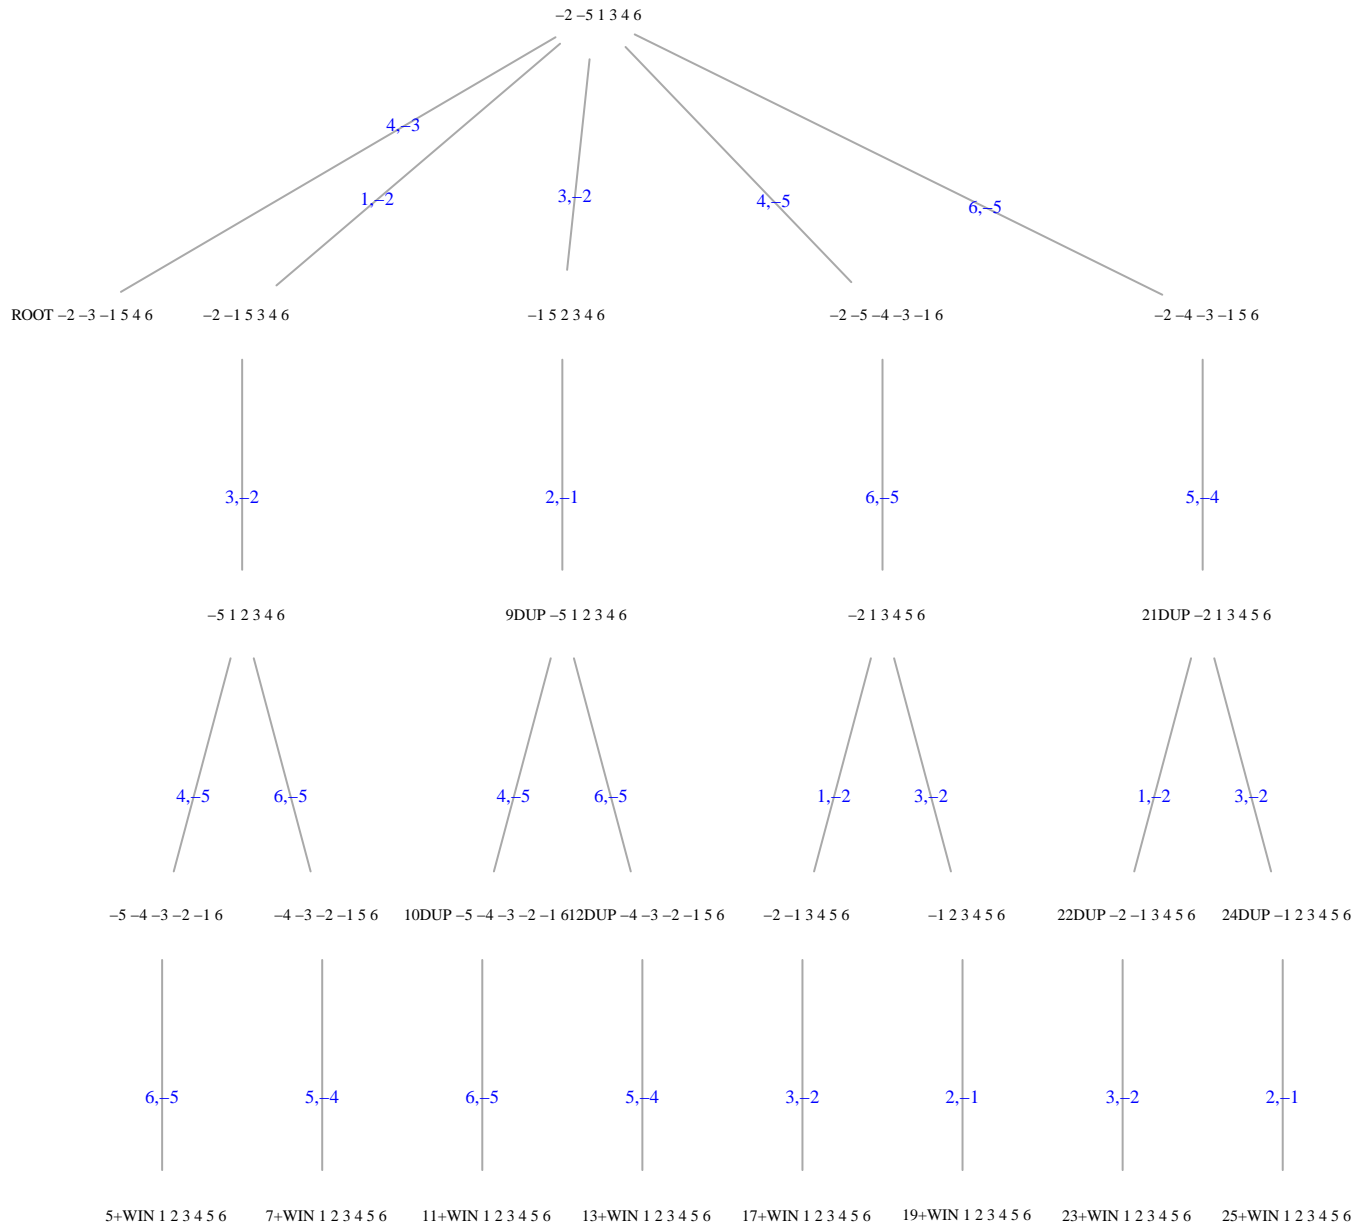 −2 −5 1 3 4 6
4,−3
1,−2
3,−2
4,−5
6,−5
ROOT −2 −3 −1 5 4 6
−2 −1 5 3 4 6
−1 5 2 3 4 6
−2 −5 −4 −3 −1 6
−2 −4 −3 −1 5 6
3,−2
2,−1
6,−5
5,−4
−5 1 2 3 4 6
9DUP −5 1 2 3 4 6
−2 1 3 4 5 6
21DUP −2 1 3 4 5 6
4,−5
6,−5
4,−5
6,−5
1,−2
3,−2
1,−2
3,−2
−5 −4 −3 −2 −1 6
−4 −3 −2 −1 5 6
10DUP −5 −4 −3 −2 −1 6
12DUP −4 −3 −2 −1 5 6
−2 −1 3 4 5 6
−1 2 3 4 5 6
22DUP −2 −1 3 4 5 6
24DUP −1 2 3 4 5 6
6,−5
5,−4
6,−5
5,−4
3,−2
2,−1
3,−2
2,−1
5+WIN 1 2 3 4 5 6
7+WIN 1 2 3 4 5 6
11+WIN 1 2 3 4 5 6
13+WIN 1 2 3 4 5 6
17+WIN 1 2 3 4 5 6
19+WIN 1 2 3 4 5 6
23+WIN 1 2 3 4 5 6
25+WIN 1 2 3 4 5 6